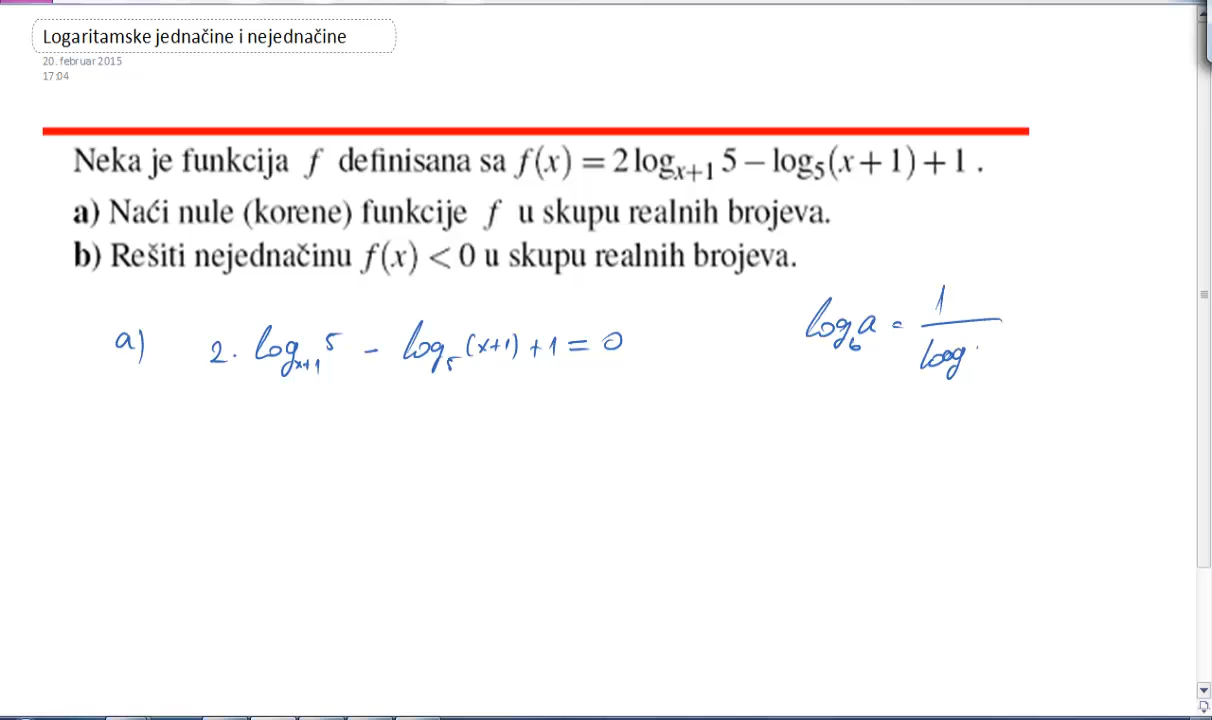 Logaritamske jednačine i nejednačine
20. februar 2015
17:04
Neka je funkcija f definisana sa f(x) = 2 log_{x+1} 5 − log_5(x+1) + 1 .
a) Naći nule (korene) funkcije f u skupu realnih brojeva.
b) Rešiti nejednačinu f(x) < 0 u skupu realnih brojeva.
a) 2 · log_{x+1} 5 − log_5 (x+1) + 1 = 0
log_b a = 1 / log